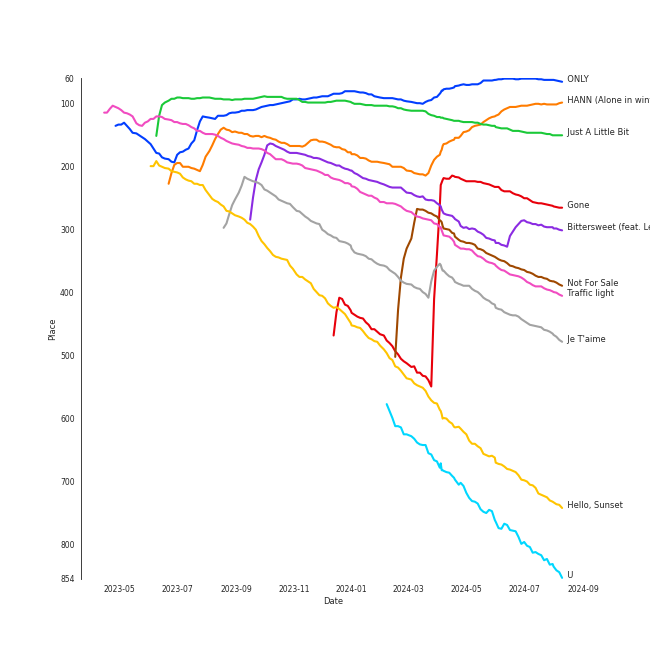 60
100
200
300
400
500
600
700
800
854
Place
2023-05
2023-07
2023-09
2023-11
2024-01
2024-03
2024-05
2024-07
2024-09
Date
ONLY
HANN (Alone in win
Just A Little Bit
Gone
Bittersweet (feat. Le
Not For Sale
Traffic light
Je T'aime
Hello, Sunset
U